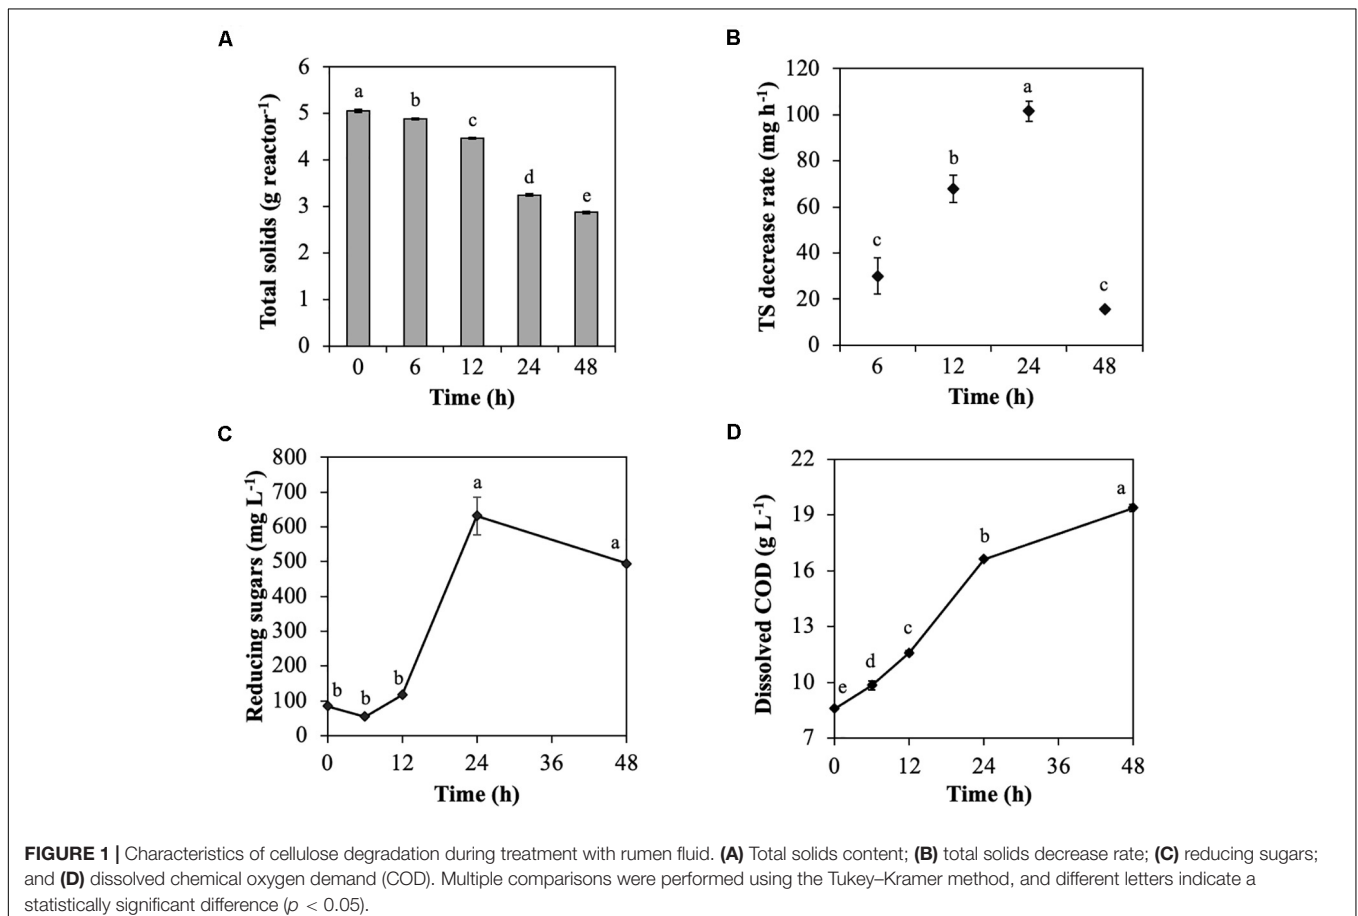 A
Total solids (g reactor⁻¹)
6
5
4
3
2
1
0
a
b
c
d
e
0 6 12 24 48
Time (h)
B
TS decrease rate (mg h⁻¹)
120
100
80
60
40
20
0
c
b
a
c
6 12 24 48
Time (h)
C
Reducing sugars (mg L⁻¹)
800
700
600
500
400
300
200
100
0
b
b
b
a
a
0 12 24 36 48
Time (h)
D
Dissolved COD (g L⁻¹)
22
19
16
13
10
7
e
d
c
b
a
0 12 24 36 48
Time (h)
FIGURE 1 | Characteristics of cellulose degradation during treatment with rumen fluid. (A) Total solids content; (B) total solids decrease rate; (C) reducing sugars;
and (D) dissolved chemical oxygen demand (COD). Multiple comparisons were performed using the Tukey–Kramer method, and different letters indicate a
statistically significant difference (p < 0.05).